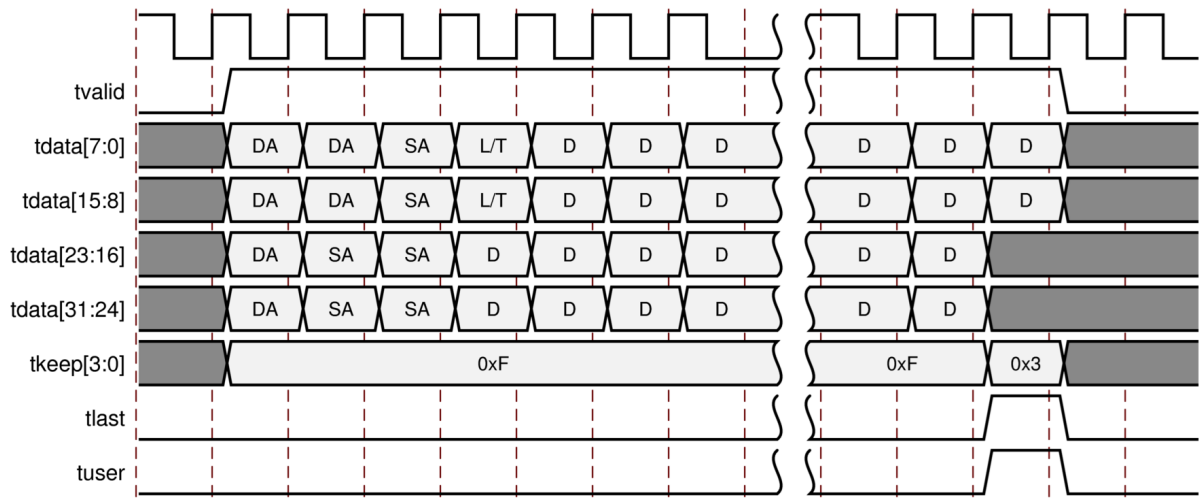 tvalid
tdata[7:0] DA DA SA L/T D D D D D D
tdata[15:8] DA DA SA L/T D D D D D D
tdata[23:16] DA SA SA D D D D D D
tdata[31:24] DA SA SA D D D D D D
tkeep[3:0] 0xF 0xF 0x3
tlast
tuser